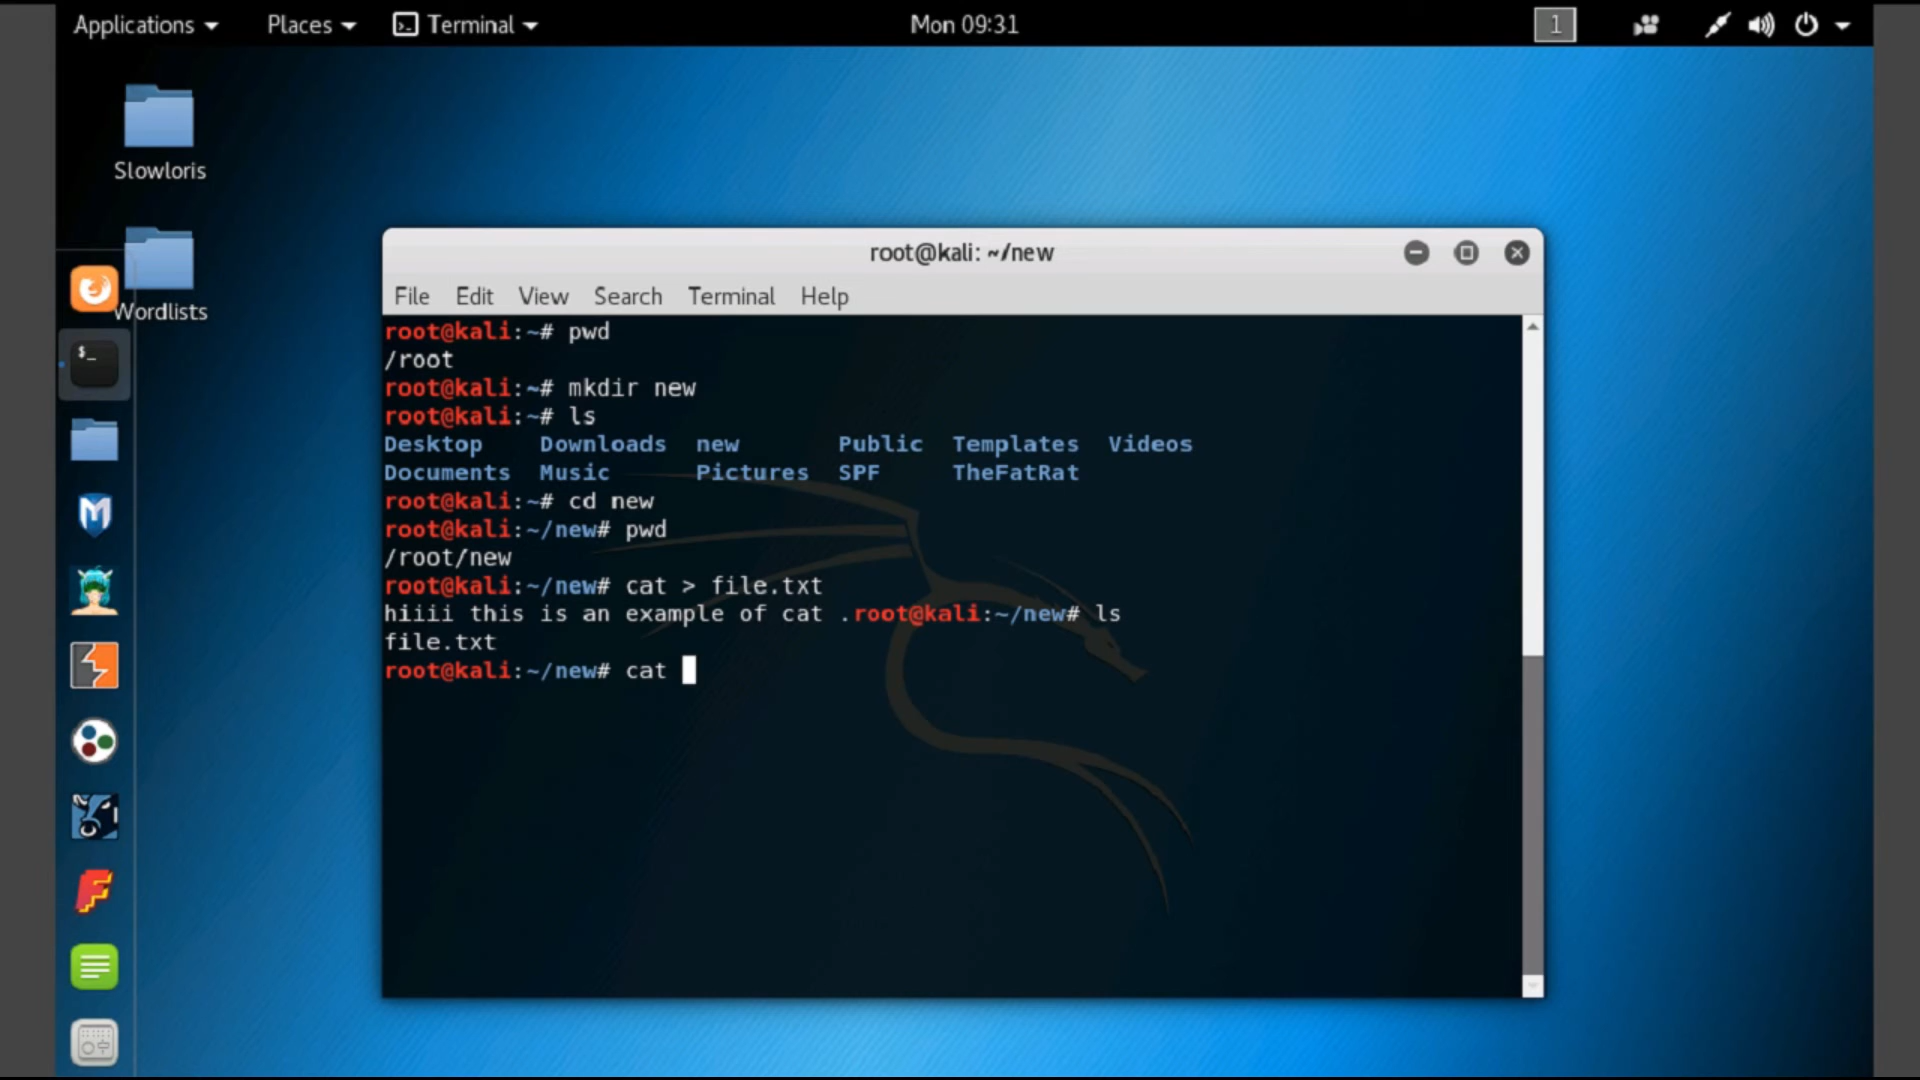 Applications Places Terminal Mon 09:31 1
Slowloris
Wordlists
root@kali: ~/new
File Edit View Search Terminal Help
root@kali:~# pwd
/root
root@kali:~# mkdir new
root@kali:~# ls
Desktop Downloads new Public Templates Videos
Documents Music Pictures SPF TheFatRat
root@kali:~# cd new
root@kali:~/new# pwd
/root/new
root@kali:~/new# cat > file.txt
hiiii this is an example of cat .root@kali:~/new# ls
file.txt
root@kali:~/new# cat
$_